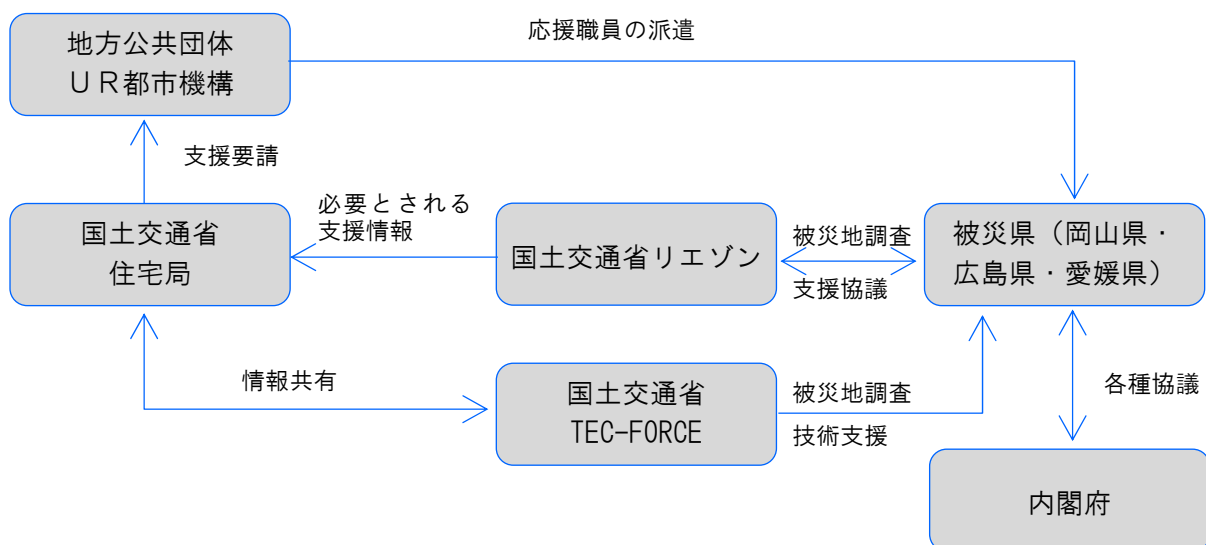 地方公共団体
ＵＲ都市機構
応援職員の派遣
支援要請
国土交通省
住宅局
必要とされる
支援情報
国土交通省リエゾン
被災地調査
支援協議
被災県（岡山県・
広島県・愛媛県）
情報共有
国土交通省
TEC-FORCE
被災地調査
技術支援
各種協議
内閣府